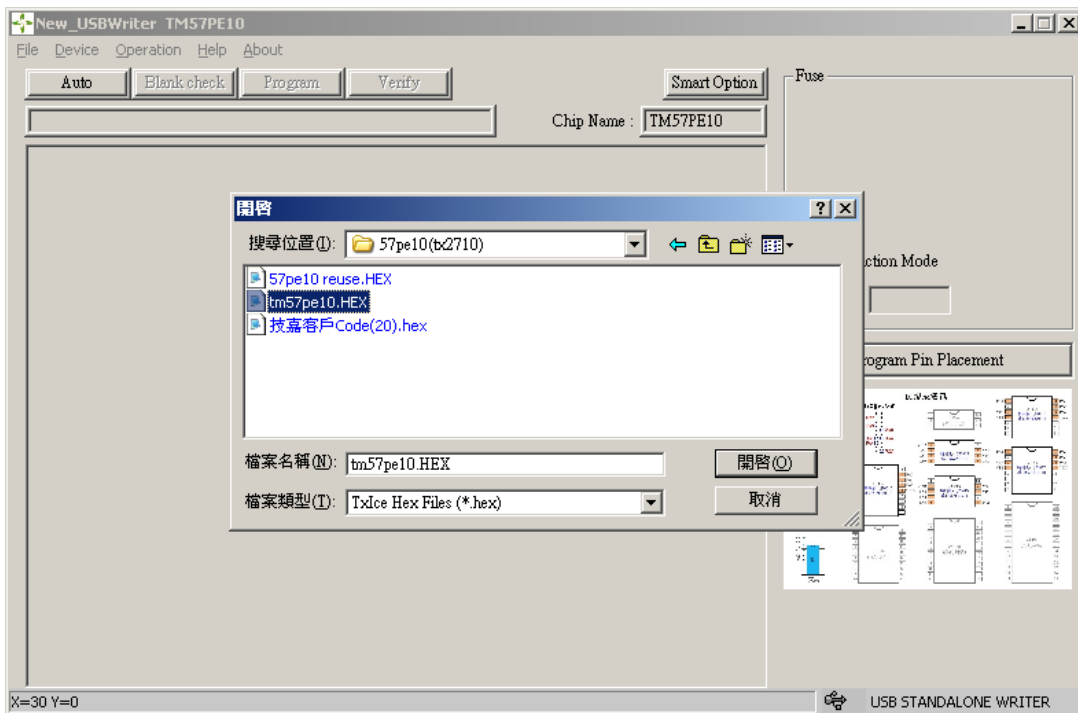 New_USBWriter TM57PE10
File Device Operation Help About
Auto Blank check Program Verify Smart Option
Chip Name : TM57PE10
Fuse
開啓
搜尋位置(I): 57pe10(tx2710)
57pe10 reuse.HEX
tm57pe10.HEX
技嘉客戶Code(20).hex
檔案名稱(N): tm57pe10.HEX 開啓(O)
檔案類型(T): TxIce Hex Files (*.hex) 取消
ction Mode
rogram Pin Placement
X=30 Y=0
USB STANDALONE WRITER